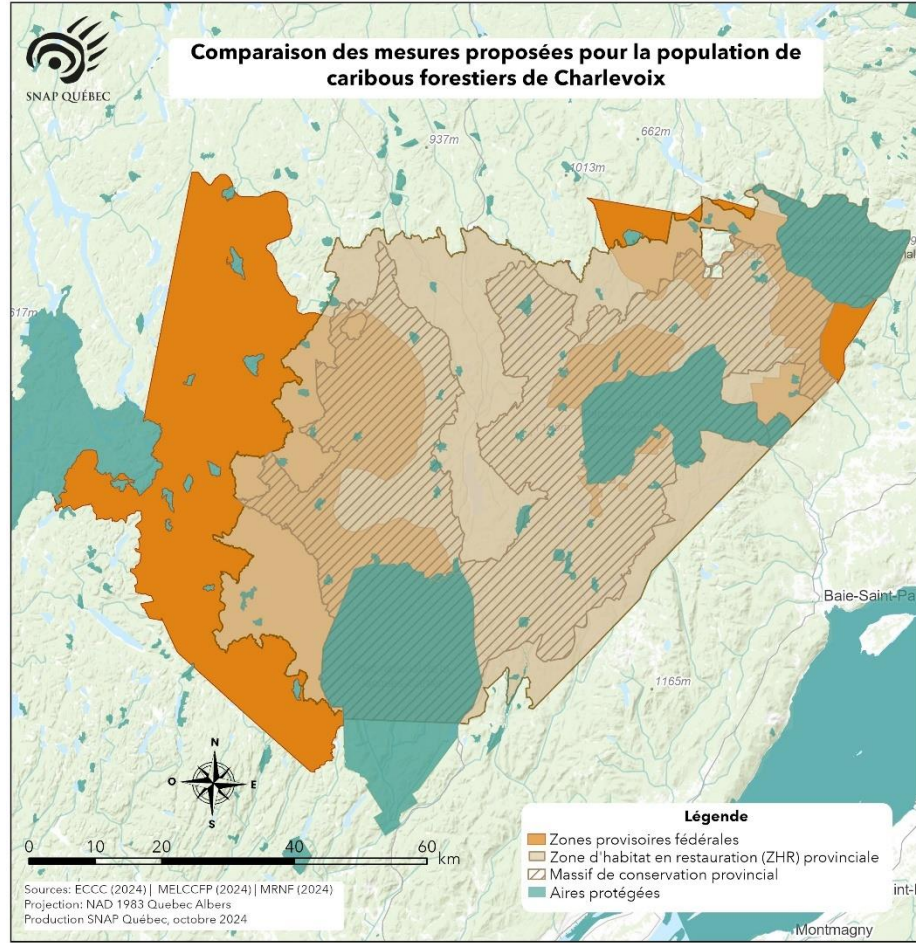 SNAP QUÉBEC
Comparaison des mesures proposées pour la population de
caribous forestiers de Charlevoix
937m
662m
1013m
617m
Baie-Saint-Pa
1165m
N
O
E
S
0 10 20 40 60
km
Légende
Zones provisoires fédérales
Zone d'habitat en restauration (ZHR) provinciale
Massif de conservation provincial
Aires protégées
Sources: ECCC (2024) | MELCCFP (2024) | MRNF (2024)
Projection: NAD 1983 Quebec Albers
Production SNAP Québec, octobre 2024
Montmagny